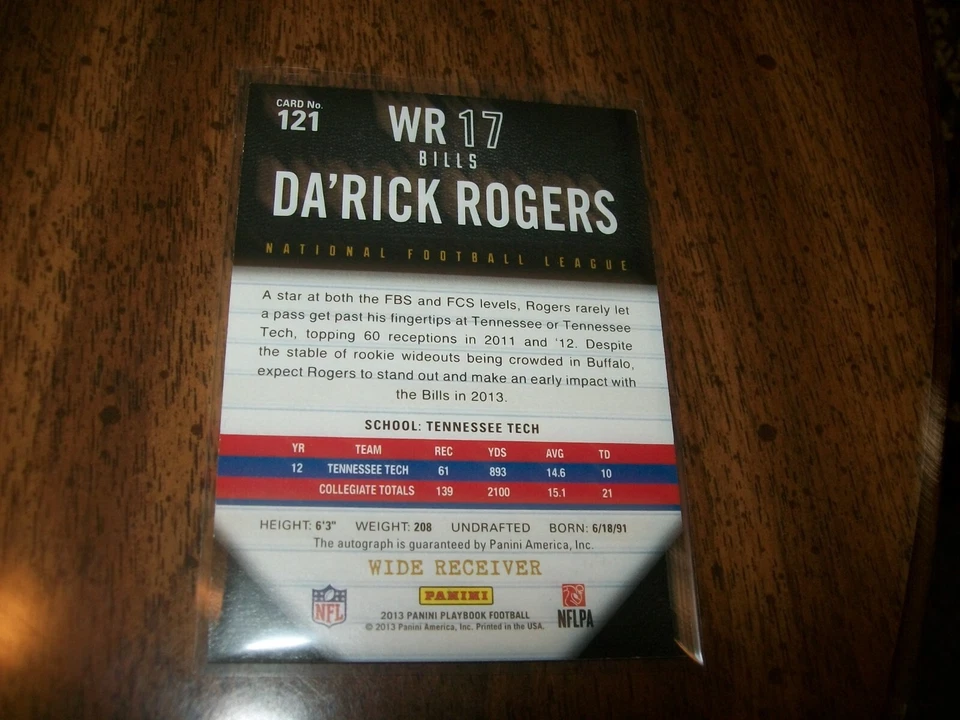 CARD No.
121
WR 17
BILLS
DA'RICK ROGERS
NATIONAL FOOTBALL LEAGUE
A star at both the FBS and FCS levels, Rogers rarely let
a pass get past his fingertips at Tennessee or Tennessee
Tech, topping 60 receptions in 2011 and '12. Despite
the stable of rookie wideouts being crowded in Buffalo,
expect Rogers to stand out and make an early impact with
the Bills in 2013.
SCHOOL: TENNESSEE TECH
YR TEAM REC YDS AVG TD
12 TENNESSEE TECH 61 893 14.6 10
COLLEGIATE TOTALS 139 2100 15.1 21
HEIGHT: 6'3" WEIGHT: 208 UNDRAFTED BORN: 6/18/91
The autograph is guaranteed by Panini America, Inc.
WIDE RECEIVER
NFL PANINI NFLPA
2013 PANINI PLAYBOOK FOOTBALL
© 2013 Panini America, Inc. Printed in the USA.